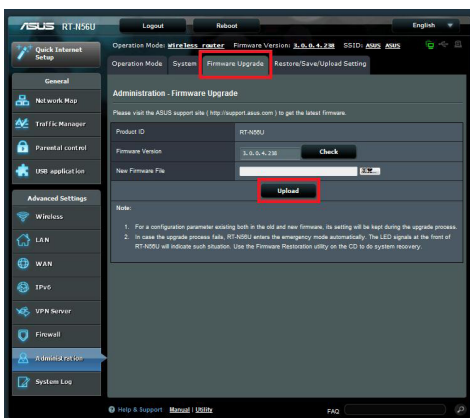 ASUS RT-N56U
Logout
Reboot
English
Operation Mode: Wireless router Firmware Version: 3.0.0.4.238 SSID: ASUS ASUS
Quick Internet Setup
Operation Mode
System
Firmware Upgrade
Restore/Save/Upload Setting
General
Network Map
Traffic Manager
Parental control
USB application
Advanced Settings
Wireless
LAN
WAN
IPv6
VPN Server
Firewall
Administration
System Log
Administration - Firmware Upgrade
Please visit the ASUS support site ( http://support.asus.com ) to get the latest firmware.
Product ID
RT-N56U
Firmware Version
3.0.0.4.238
Check
New Firmware File
Upload
Note:
1. For a configuration parameter existing both in the old and new firmware, its setting will be kept during the upgrade process.
2. In case the upgrade process fails, RT-N56U enters the emergency mode automatically. The LED signals at the front of
RT-N56U will indicate such situation. Use the Firmware Restoration utility on the CD to do system recovery.
Help & Support Manual | Utility
FAQ